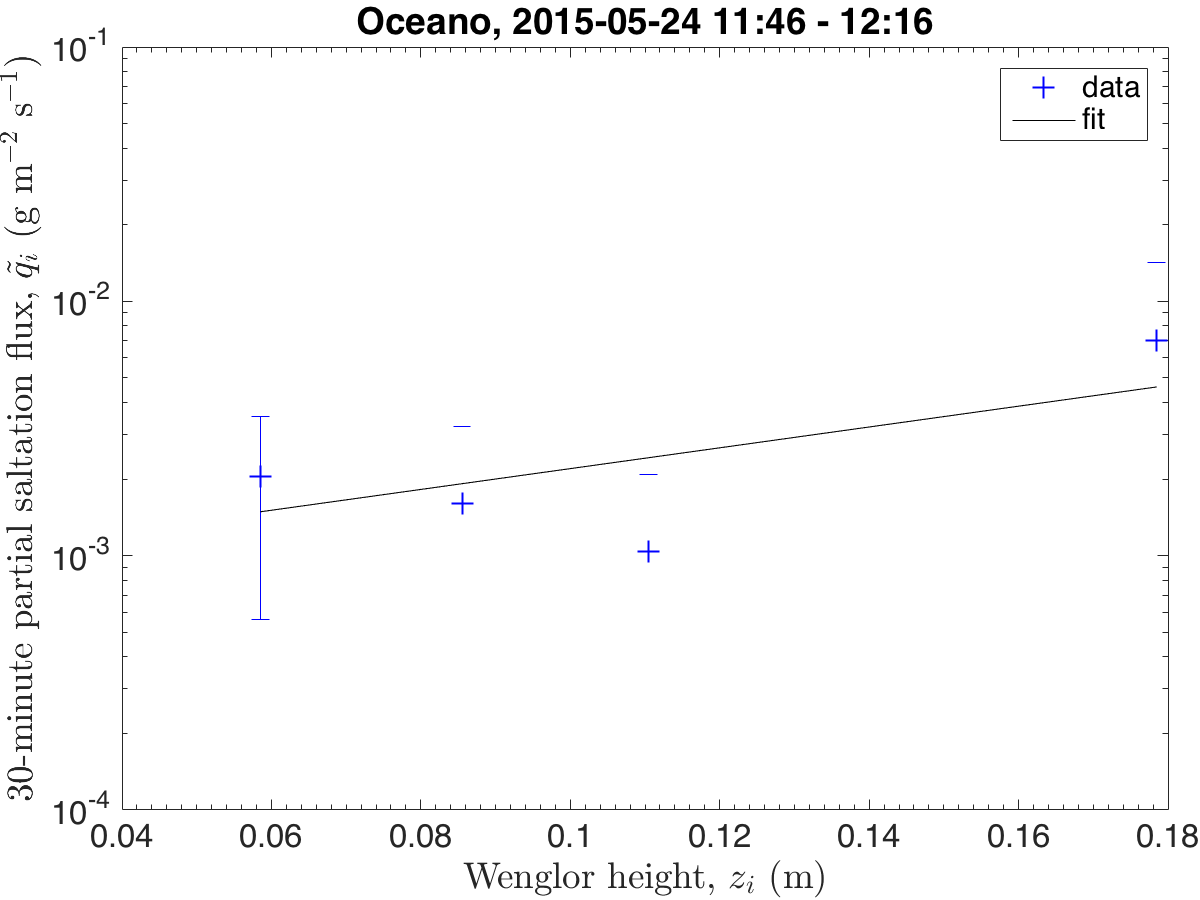 Oceano, 2015-05-24 11:46 - 12:16
30-minute partial saltation flux, q̃ᵢ (g m⁻² s⁻¹)
10⁻¹
10⁻²
10⁻³
10⁻⁴
data
fit
0.04 0.06 0.08 0.1 0.12 0.14 0.16 0.18
Wenglor height, zᵢ (m)